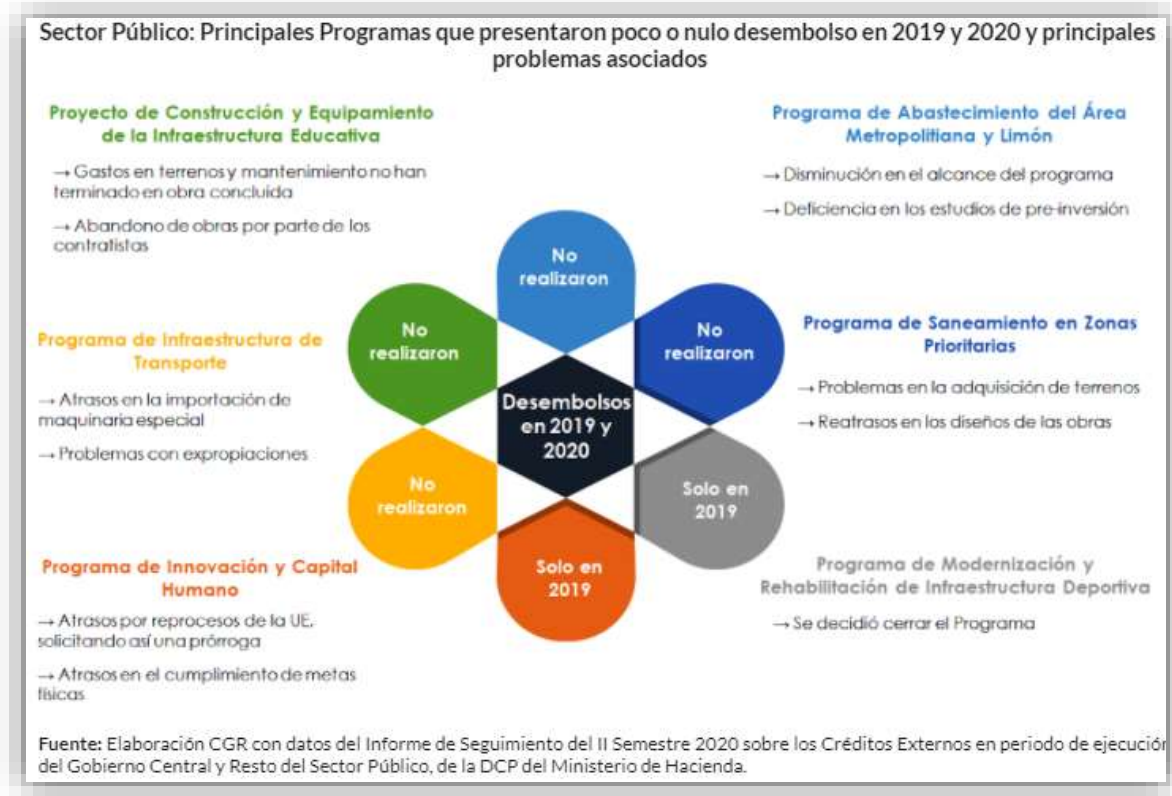 Sector Público: Principales Programas que presentaron poco o nulo desembolso en 2019 y 2020 y principales
problemas asociados
Proyecto de Construcción y Equipamiento
de la Infraestructura Educativa
→ Gastos en terrenos y mantenimiento no han
terminado en obra concluida
→ Abandono de obras por parte de los
contratistas
Programa de Abastecimiento del Área
Metropolitiana y Limón
→ Disminución en el alcance del programa
→ Deficiencia en los estudios de pre-inversión
No
realizaron
No
realizaron
No
realizaron
Programa de Infraestructura de
Transporte
→ Atrasos en la importación de
maquinaria especial
→ Problemas con expropiaciones
Programa de Saneamiento en Zonas
Prioritarias
→ Problemas en la adquisición de terrenos
→ Reatrasos en los diseños de las obras
Desembolsos
en 2019 y
2020
No
realizaron
Solo en
2019
Solo en
2019
Programa de Innovación y Capital
Humano
→ Atrasos por reprocesos de la UE,
solicitando así una prórroga
→ Atrasos en el cumplimiento de metas
físicas
Programa de Modernización y
Rehabilitación de Infraestructura Deportiva
→ Se decidió cerrar el Programa
Fuente: Elaboración CGR con datos del Informe de Seguimiento del II Semestre 2020 sobre los Créditos Externos en periodo de ejecución
del Gobierno Central y Resto del Sector Público, de la DCP del Ministerio de Hacienda.